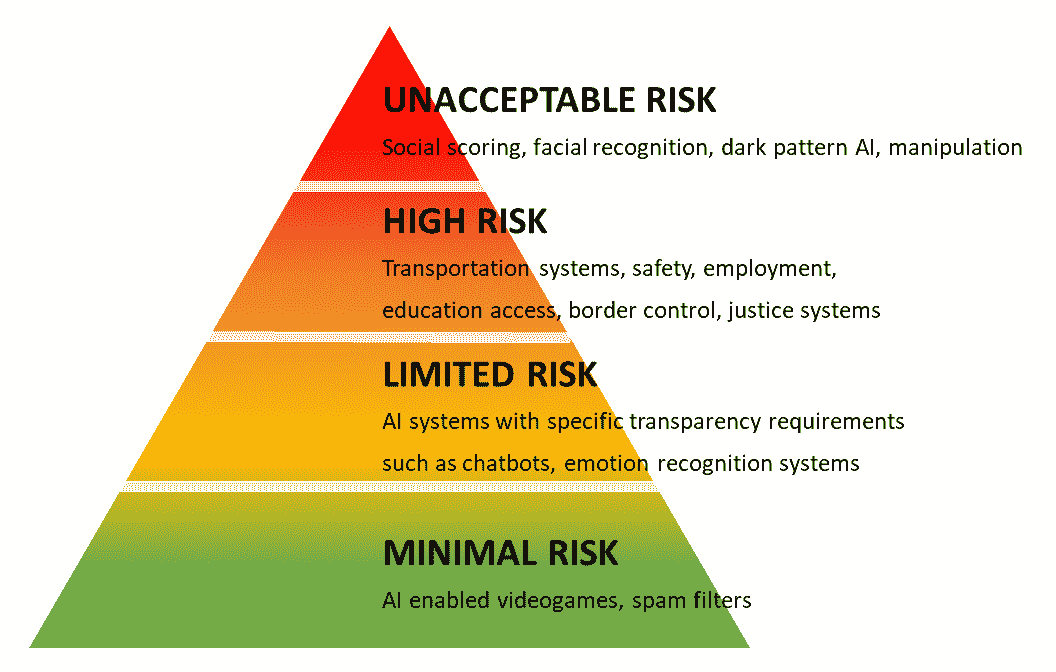 UNACCEPTABLE RISK
Social scoring, facial recognition, dark pattern AI, manipulation
HIGH RISK
Transportation systems, safety, employment,
education access, border control, justice systems
LIMITED RISK
AI systems with specific transparency requirements
such as chatbots, emotion recognition systems
MINIMAL RISK
AI enabled videogames, spam filters